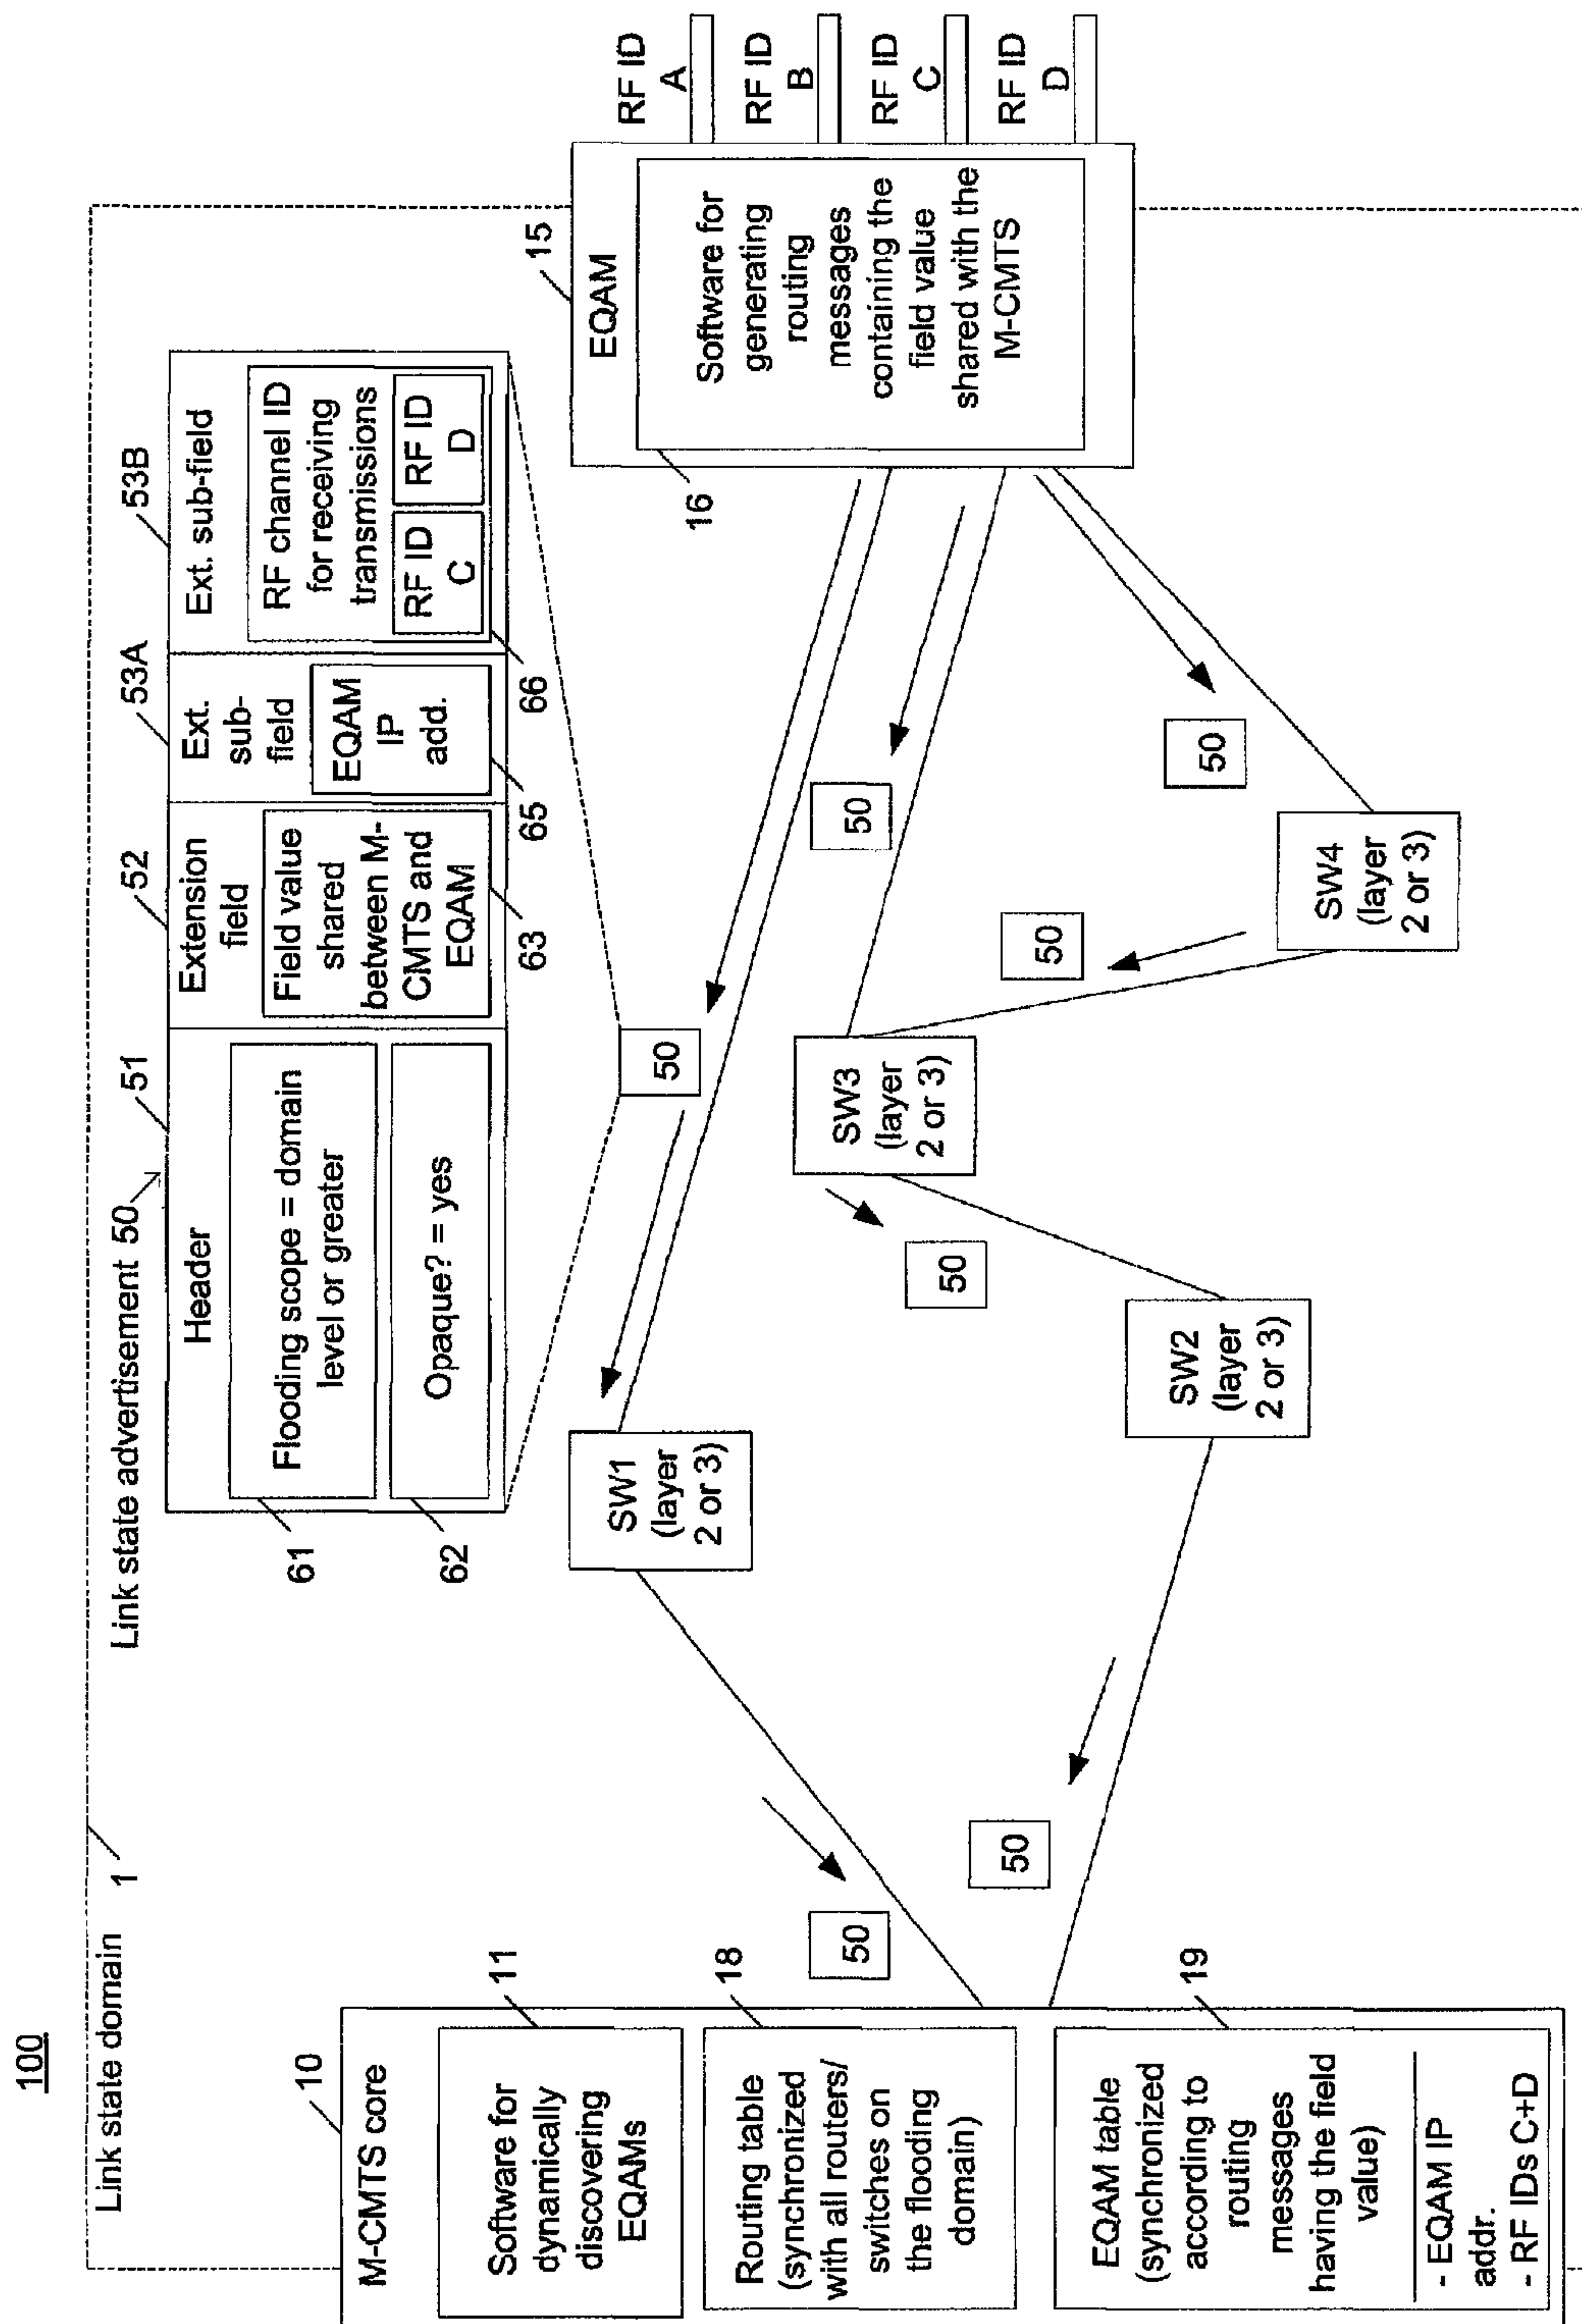 100
Link state domain
1
Link state advertisement 50
51
52
53A
53B
Header
Flooding scope = domain
level or greater
61
Opaque? = yes
62
Extension
field
Field value
shared
between M-
CMTS and
EQAM
63
Ext.
sub-
field
EQAM
IP
add.
65
Ext. sub-field
RF channel ID
for receiving
transmissions
RF ID
C
RF ID
D
66
10
M-CMTS core
11
Software for
dynamically
discovering
EQAMs
18
Routing table
(synchronized
with all routers/
switches on
the flooding
domain)
19
EQAM table
(synchronized
according to
routing
messages
having the field
value)
- EQAM IP
addr.
- RF IDs C+D
50
50
SW1
(layer
2 or 3)
50
SW2
(layer
2 or 3)
50
SW3
(layer
2 or 3)
50
50
SW4
(layer
2 or 3)
50
15
EQAM
16
Software for
generating
routing
messages
containing the
field value
shared with the
M-CMTS
RF ID
A
RF ID
B
RF ID
C
RF ID
D